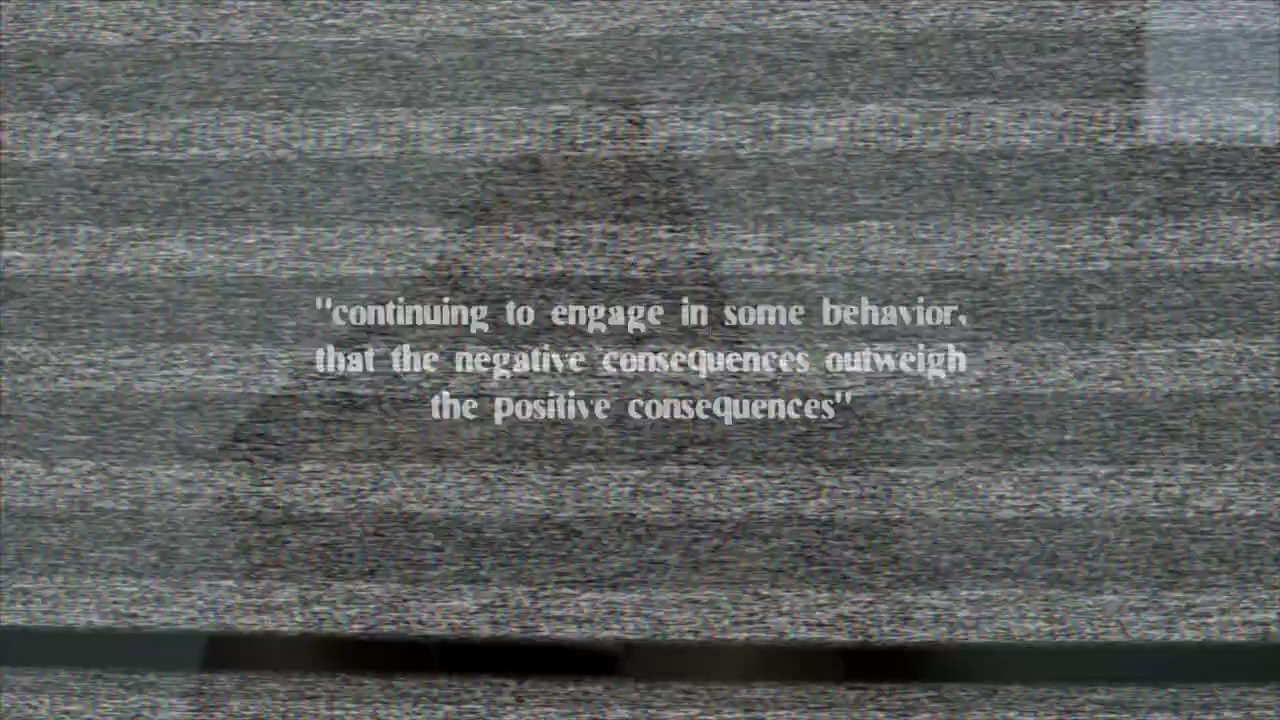 "continuing to engage in some behavior,
that the negative consequences outweigh
the positive consequences"